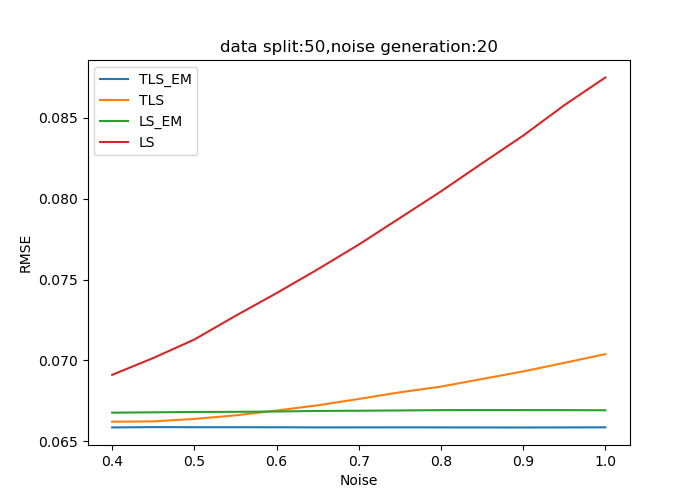 data split:50,noise generation:20
TLS_EM
TLS
LS_EM
LS
0.085
0.080
0.075
0.070
0.065
RMSE
0.4 0.5 0.6 0.7 0.8 0.9 1.0
Noise